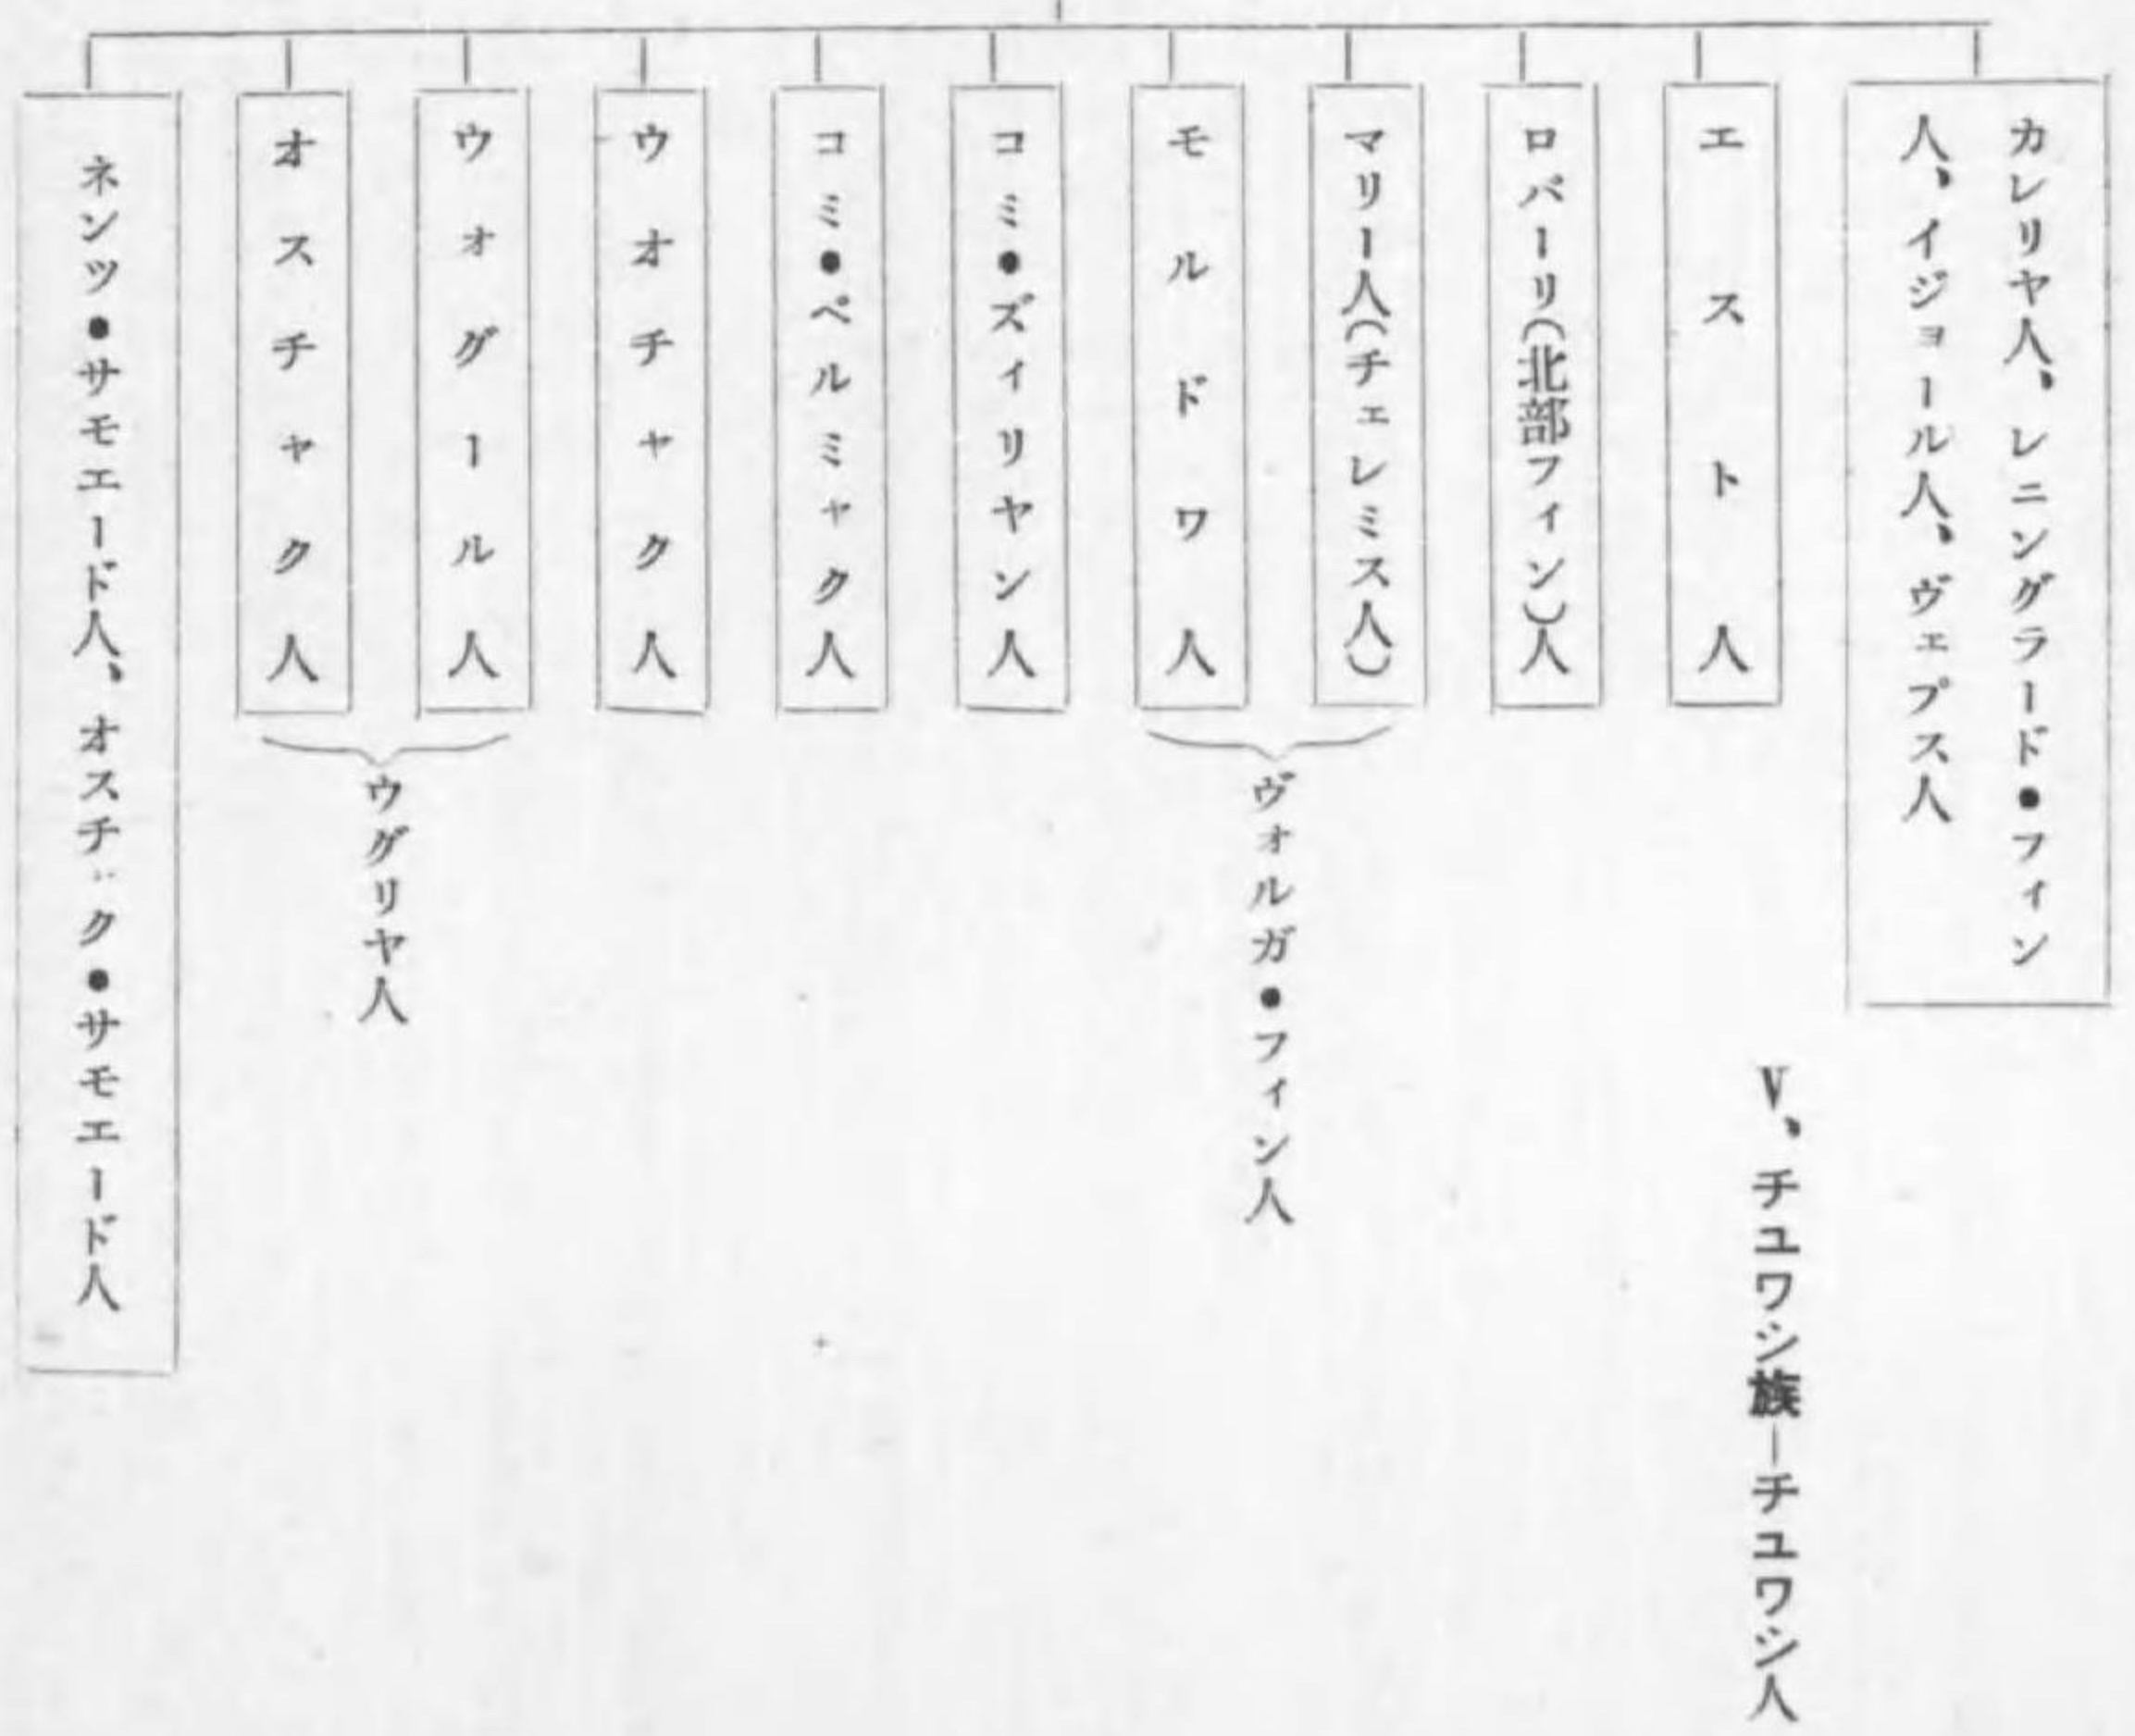 カレリヤ人、レニングラード・フィン
人、イジョール人、ヴェプス人
エスト人
ロパーリ(北部フィン)人
マリー人(チェレミス人)
モルドワ人
コミ・ズィリヤン人
コミ・ペルミャク人
ウオチャク人
ウォグール人
オスチャク人
ネンツ・サモエード人、オスチャク・サモエード人
ヴォルガ・フィン人
ウグリヤ人
V、チュワシ族―チュワシ人